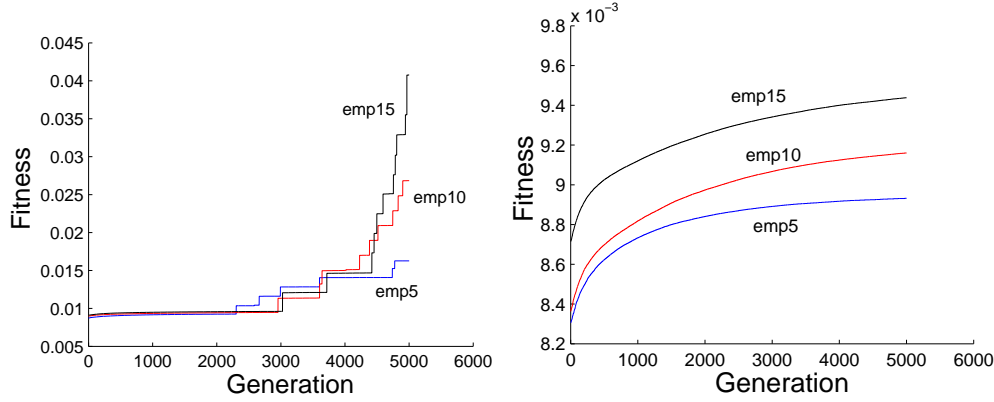 0.045
0.04
0.035
0.03
0.025
0.02
0.015
0.01
0.005
0 1000 2000 3000 4000 5000 6000
Fitness
Generation
emp15
emp10
emp5
x 10⁻³
9.8
9.6
9.4
9.2
9
8.8
8.6
8.4
8.2
0 1000 2000 3000 4000 5000 6000
Fitness
Generation
emp15
emp10
emp5